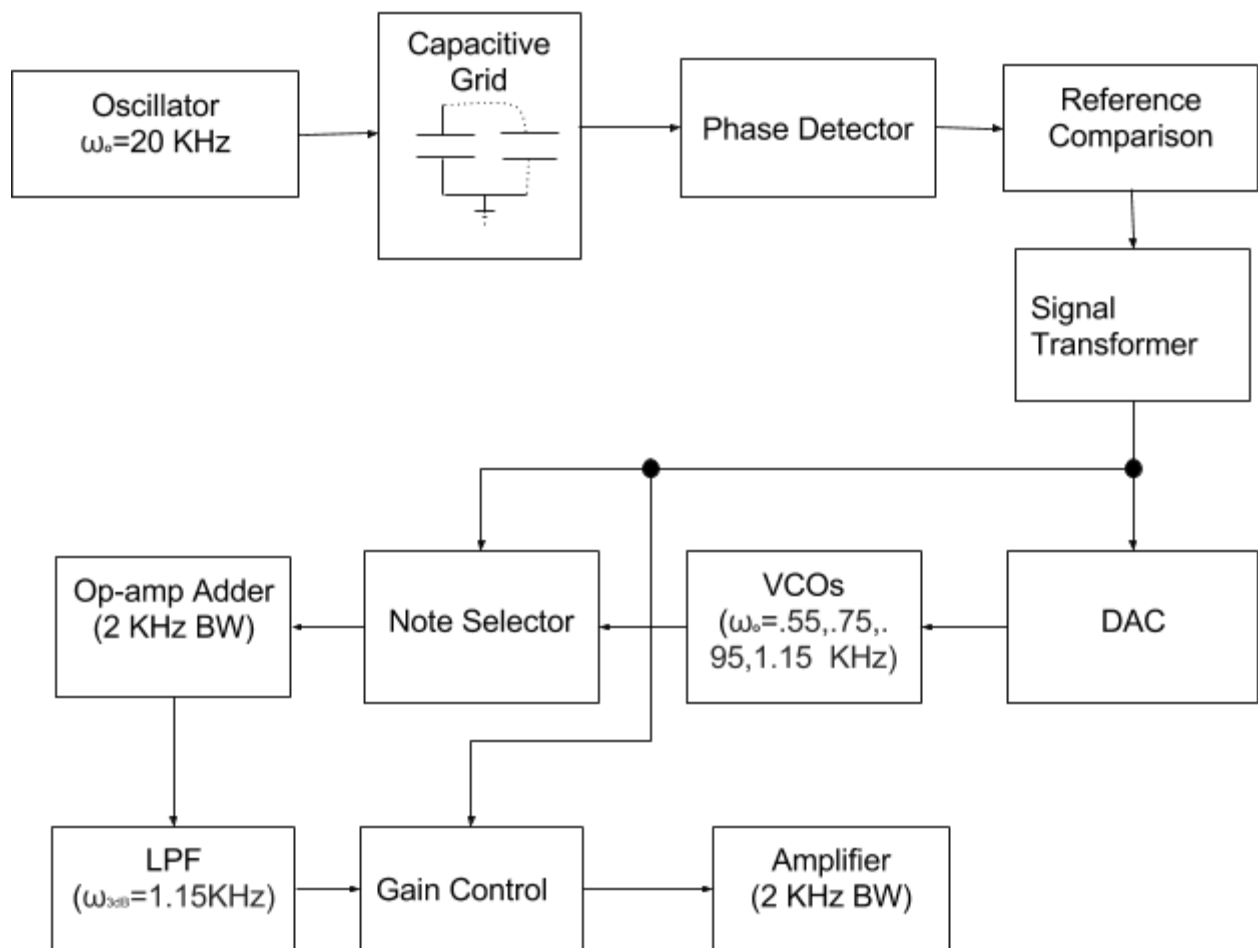 Oscillator
ωₒ=20 KHz
Capacitive
Grid
Phase Detector
Reference
Comparison
Signal
Transformer
Op-amp Adder
(2 KHz BW)
Note Selector
VCOs
(ωₒ=.55,.75,.
95,1.15 KHz)
DAC
LPF
(ω3dB=1.15KHz)
Gain Control
Amplifier
(2 KHz BW)